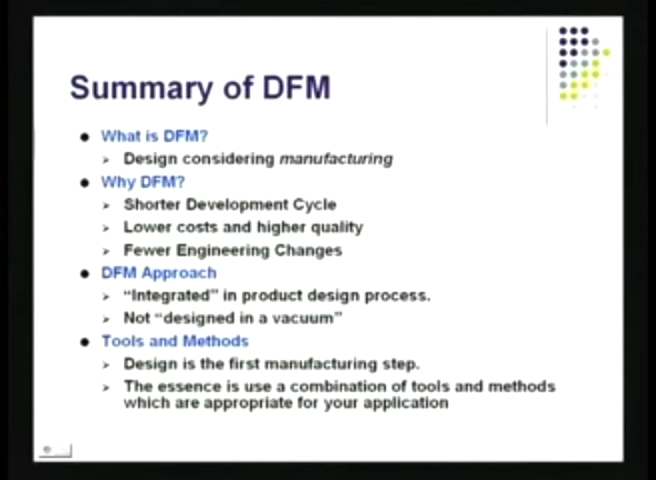 Summary of DFM
What is DFM?
Design considering manufacturing
Why DFM?
Shorter Development Cycle
Lower costs and higher quality
Fewer Engineering Changes
DFM Approach
“Integrated” in product design process.
Not “designed in a vacuum”
Tools and Methods
Design is the first manufacturing step.
The essence is use a combination of tools and methods
which are appropriate for your application